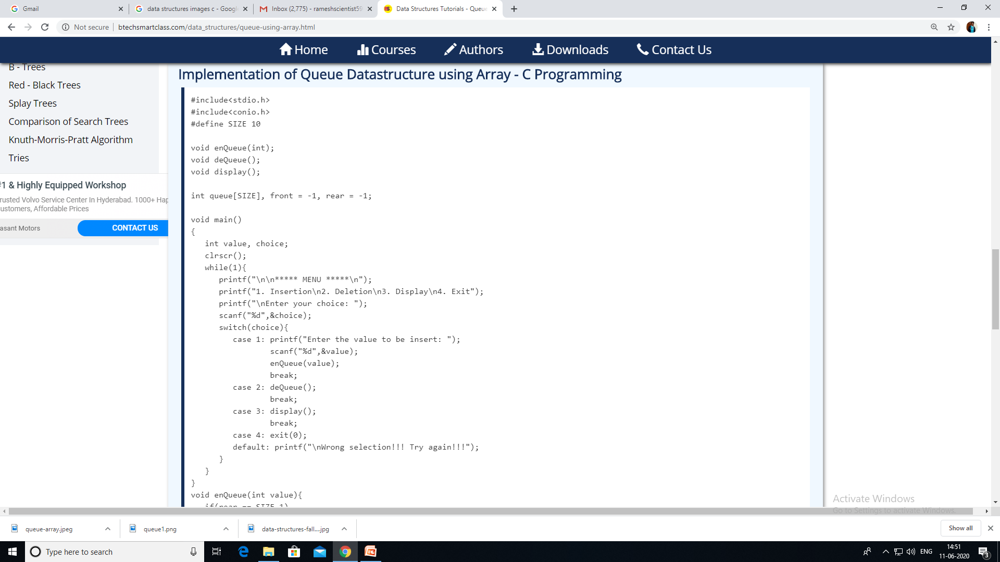 Gmail
data structures images c - Googl
Inbox (2,775) - rameshscientist59
Data Structures Tutorials - Queue
Not secure
btechsmartclass.com/data_structures/queue-using-array.html
Home
Courses
Authors
Downloads
Contact Us
B - Trees
Red - Black Trees
Splay Trees
Comparison of Search Trees
Knuth-Morris-Pratt Algorithm
Tries
#1 & Highly Equipped Workshop
rusted Volvo Service Center In Hyderabad. 1000+ Hap
ustomers, Affordable Prices
asant Motors
CONTACT US
Implementation of Queue Datastructure using Array - C Programming
#include<stdio.h>
#include<conio.h>
#define SIZE 10
void enQueue(int);
void deQueue();
void display();
int queue[SIZE], front = -1, rear = -1;
void main()
{
int value, choice;
clrscr();
while(1){
printf("\n\n***** MENU *****\n");
printf("1. Insertion\n2. Deletion\n3. Display\n4. Exit");
printf("\nEnter your choice: ");
scanf("%d",&choice);
switch(choice){
case 1: printf("Enter the value to be insert: ");
scanf("%d",&value);
enQueue(value);
break;
case 2: deQueue();
break;
case 3: display();
break;
case 4: exit(0);
default: printf("\nWrong selection!!! Try again!!!");
}
}
}
void enQueue(int value){
if(rear == SIZE-1)
Activate Windows
Go to Settings to activate Windows.
queue-array.jpeg
queue1.png
data-structures-fall....jpg
Show all
Type here to search
ENG
14:51
11-06-2020
3